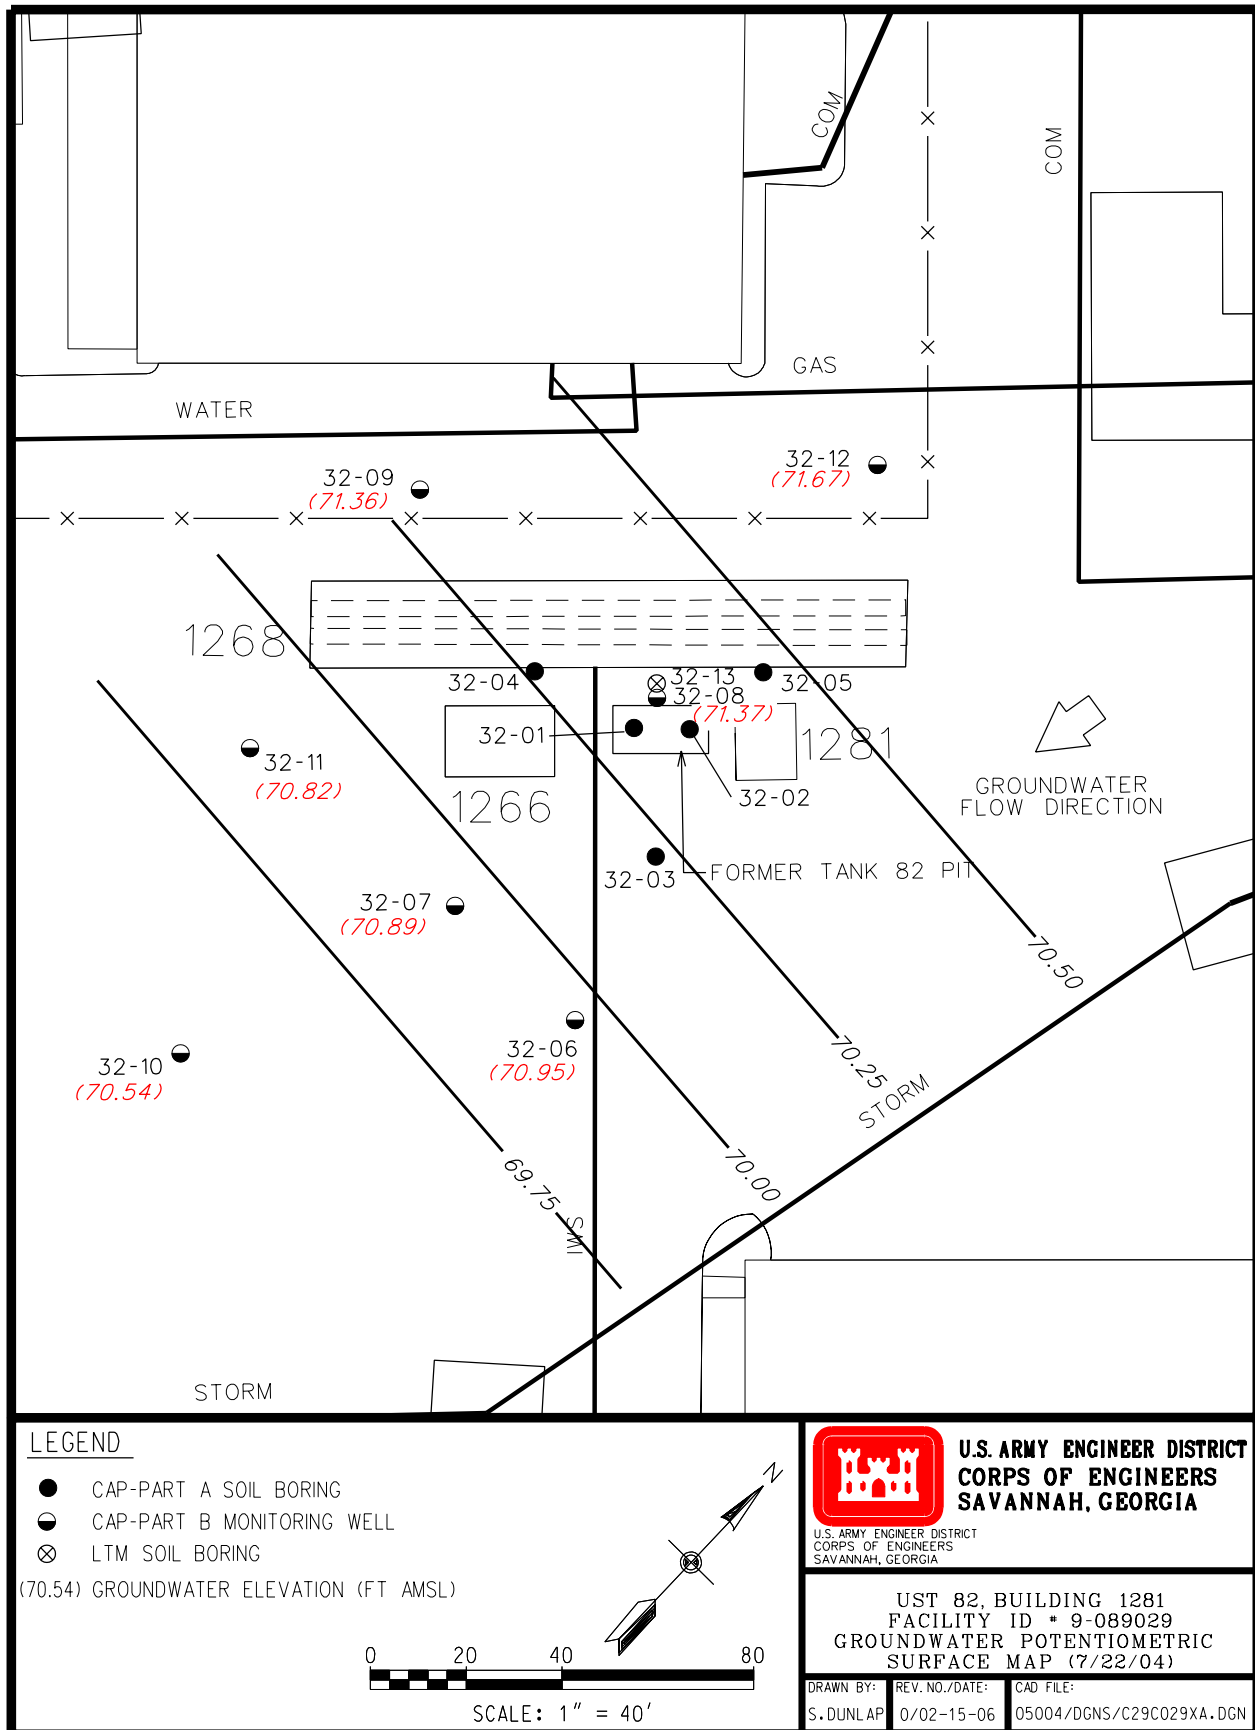 COM
COM
GAS
WATER
32-12
(71.67)
32-09
(71.36)
1268
32-04
32-13
32-05
32-08
(71.37)
32-01
1281
32-11
(70.82)
1266
32-02
GROUNDWATER
FLOW DIRECTION
32-03
FORMER TANK 82 PIT
32-07
(70.89)
70.50
32-06
(70.95)
70.25
STORM
32-10
(70.54)
70.00
69.75
IWS
STORM
LEGEND
CAP-PART A SOIL BORING
CAP-PART B MONITORING WELL
LTM SOIL BORING
(70.54) GROUNDWATER ELEVATION (FT AMSL)
N
0 20 40 80
SCALE: 1" = 40'
U.S. ARMY ENGINEER DISTRICT
CORPS OF ENGINEERS
SAVANNAH, GEORGIA
U.S. ARMY ENGINEER DISTRICT
CORPS OF ENGINEERS
SAVANNAH, GEORGIA
UST 82, BUILDING 1281
FACILITY ID # 9-089029
GROUNDWATER POTENTIOMETRIC
SURFACE MAP (7/22/04)
DRAWN BY:
S.DUNLAP
REV. NO./DATE:
0/02-15-06
CAD FILE:
05004/DGNS/C29C029XA.DGN